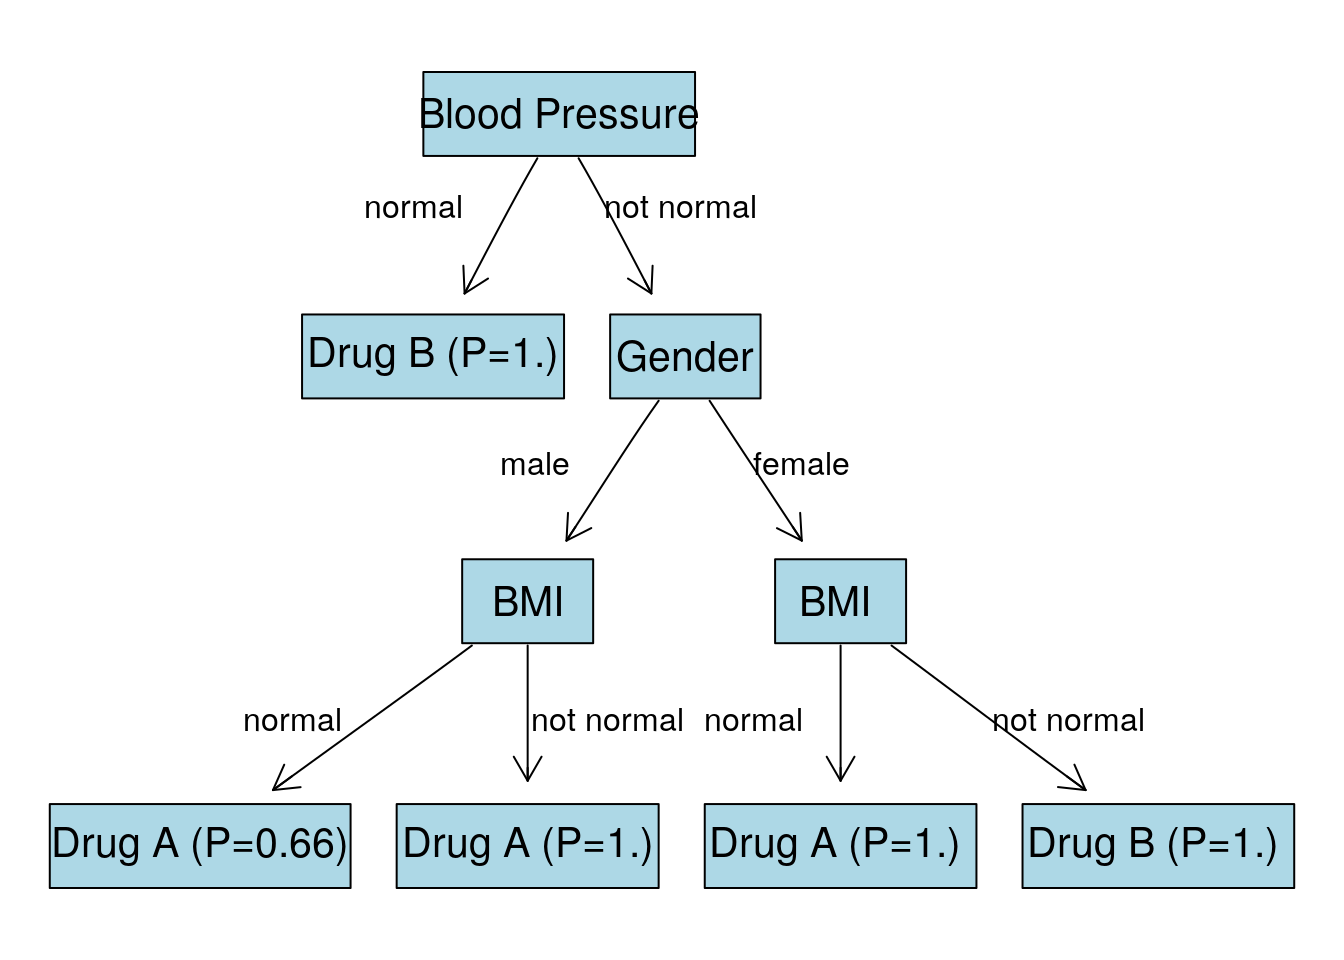 Blood Pressure
normal
not normal
Drug B (P=1.)
Gender
male
female
BMI
BMI
normal
not normal
normal
not normal
Drug A (P=0.66)
Drug A (P=1.)
Drug A (P=1.)
Drug B (P=1.)